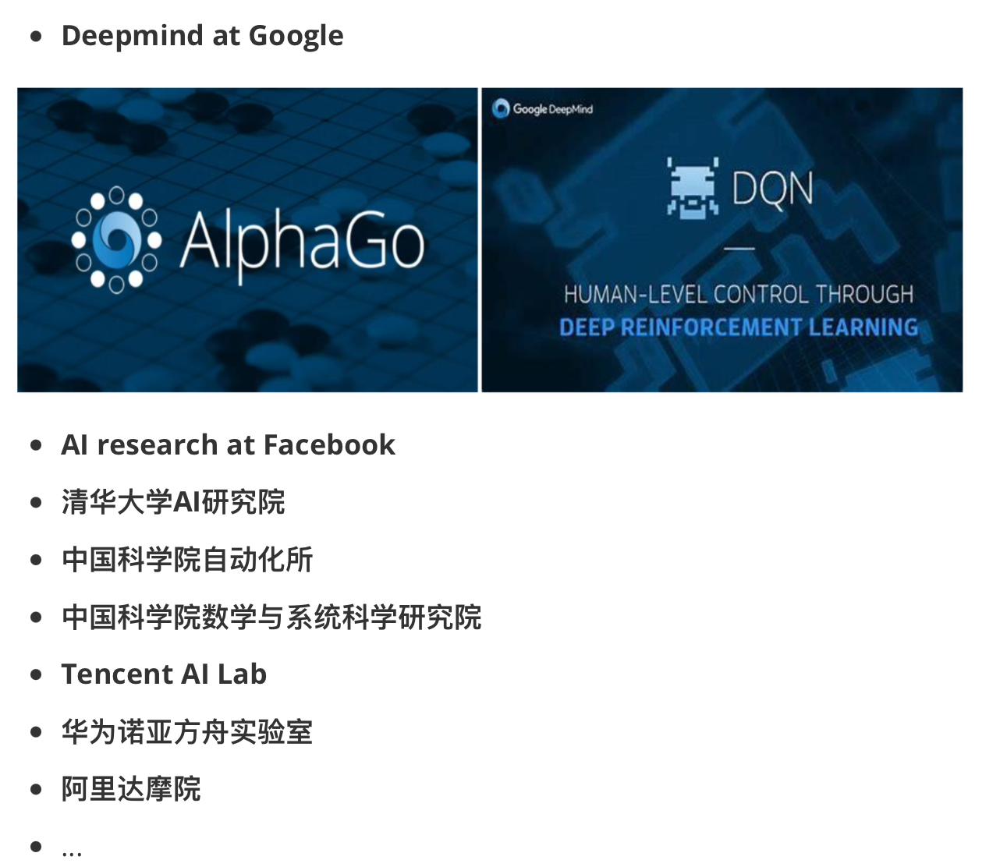 Deepmind at Google
AlphaGo
Google DeepMind
DQN
HUMAN-LEVEL CONTROL THROUGH
DEEP REINFORCEMENT LEARNING
AI research at Facebook
清华大学AI研究院
中国科学院自动化所
中国科学院数学与系统科学研究院
Tencent AI Lab
华为诺亚方舟实验室
阿里达摩院
...